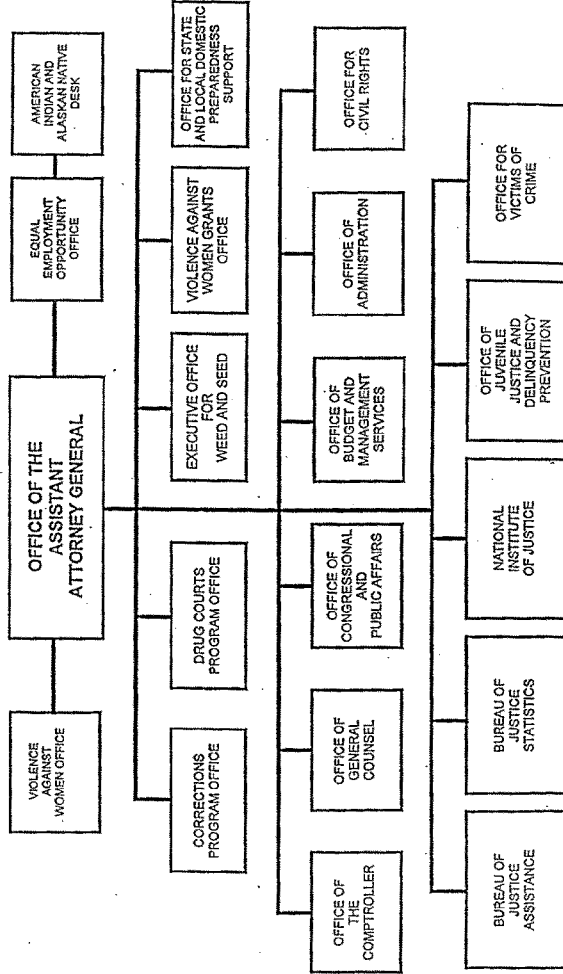 VIOLENCE
AGAINST
WOMEN OFFICE
OFFICE OF THE
ASSISTANT
ATTORNEY GENERAL
EQUAL
EMPLOYMENT
OPPORTUNITY
OFFICE
AMERICAN
INDIAN AND
ALASKAN NATIVE
DESK
CORRECTIONS
PROGRAM OFFICE
DRUG COURTS
PROGRAM OFFICE
EXECUTIVE OFFICE
FOR
WEED AND SEED
VIOLENCE AGAINST
WOMEN GRANTS
OFFICE
OFFICE FOR STATE
AND LOCAL DOMESTIC
PREPAREDNESS
SUPPORT
OFFICE OF
THE
COMPTROLLER
OFFICE OF
GENERAL
COUNSEL
OFFICE OF
CONGRESSIONAL
AND
PUBLIC AFFAIRS
OFFICE OF
BUDGET AND
MANAGEMENT
SERVICES
OFFICE OF
ADMINISTRATION
OFFICE FOR
CIVIL RIGHTS
BUREAU OF
JUSTICE
ASSISTANCE
BUREAU OF
JUSTICE
STATISTICS
NATIONAL
INSTITUTE
OF JUSTICE
OFFICE OF
JUVENILE
JUSTICE AND
DELINQUENCY
PREVENTION
OFFICE FOR
VICTIMS OF
CRIME